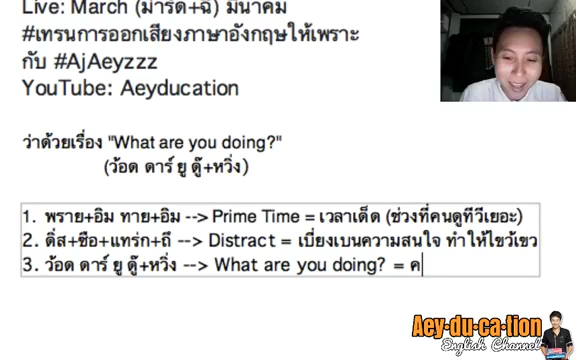 Live: March (ม่าร์ด+ฉึ) มีนาคม
#เทรนการออกเสียงภาษาอังกฤษให้เพราะ
กับ #AjAeyzzz
YouTube: Aeyducation
ว่าด้วยเรื่อง "What are you doing?"
(ว้อด ดาร์ ยู ดู๊+หวิ่ง)
1. พราย+อิม ทาย+อิม --> Prime Time = เวลาเด็ด (ช่วงที่คนดูทีวีเยอะ)
2. ดิ่ส+ซือ+แทร่ก+ถึ --> Distract = เบี่ยงเบนความสนใจ ทำให้ไขว้เขว
3. ว้อด ดาร์ ยู ดู๊+หวิ่ง --> What are you doing? = ค
Aey-du-ca-tion
English Channel